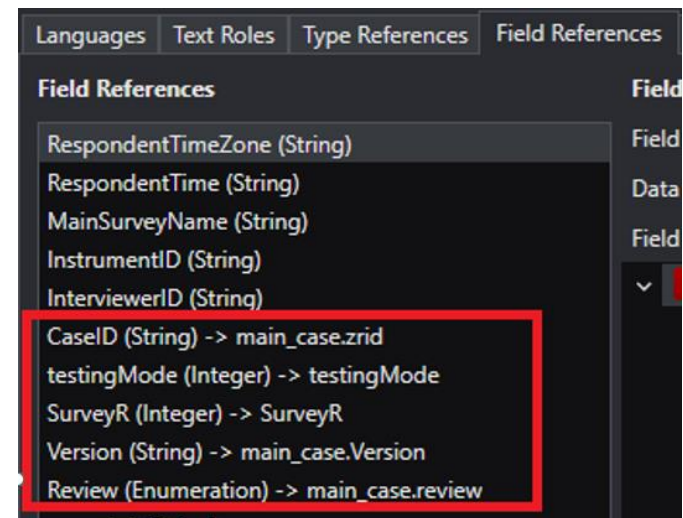 Languages Text Roles Type References Field References
Field References
RespondentTimeZone (String)
RespondentTime (String)
MainSurveyName (String)
InstrumentID (String)
InterviewerID (String)
CaseID (String) -> main_case.zrid
testingMode (Integer) -> testingMode
SurveyR (Integer) -> SurveyR
Version (String) -> main_case.Version
Review (Enumeration) -> main_case.review
Field
Field
Data
Field